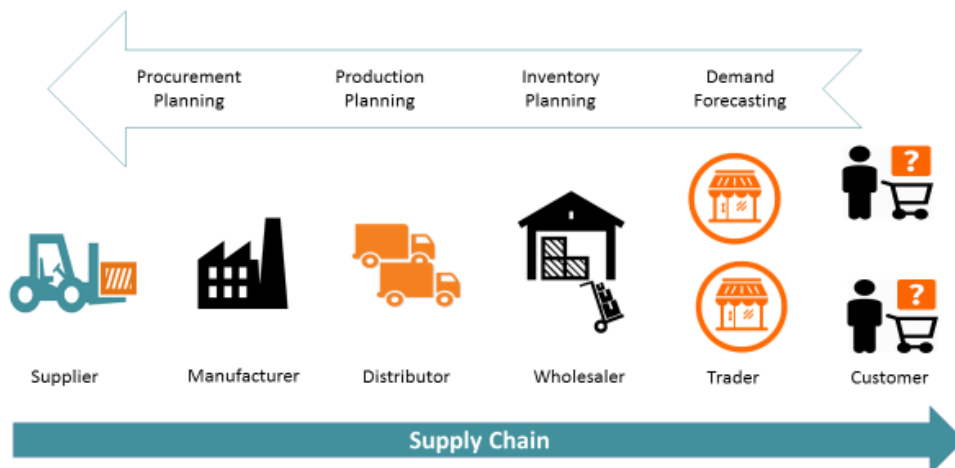 Procurement
Planning
Production
Planning
Inventory
Planning
Demand
Forecasting
?
?
Supplier
Manufacturer
Distributor
Wholesaler
Trader
Customer
Supply Chain